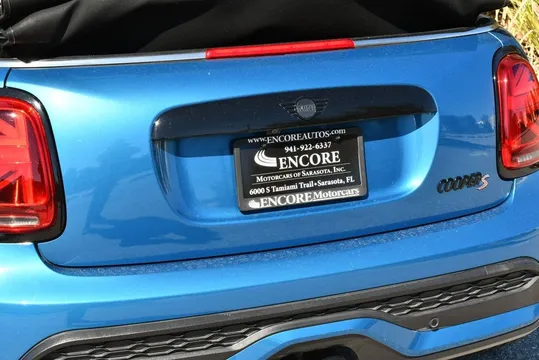 MINI
www.ENCOREAUTOS.com
941-922-6337
ENCORE
MOTORCARS OF SARASOTA, INC.
6000 S Tamiami Trail • Sarasota, FL
ENCORE Motorcars
COOPER S